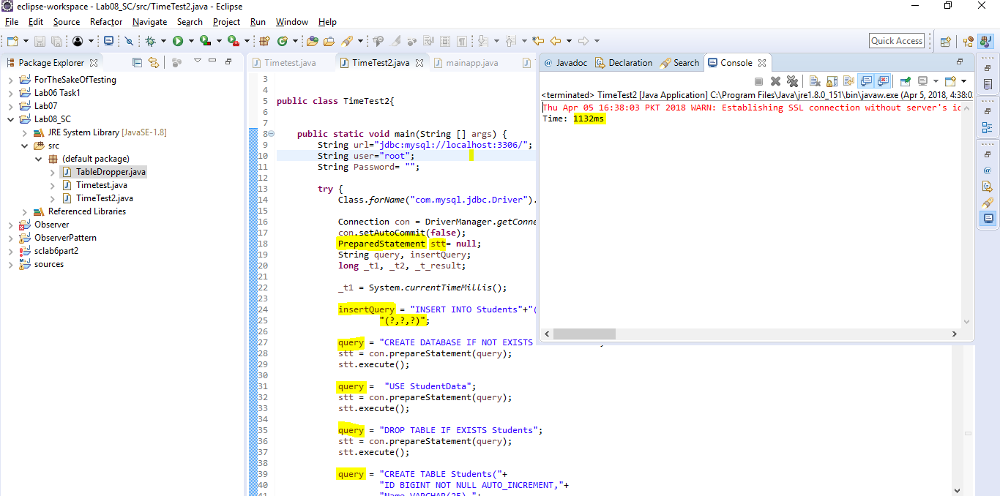 eclipse-workspace - Lab08_SC/src/TimeTest2.java - Eclipse
File Edit Source Refactor Navigate Search Project Run Window Help
Quick Access
Package Explorer
ForTheSakeOfTesting
Lab06 Task1
Lab07
Lab08_SC
JRE System Library [JavaSE-1.8]
src
(default package)
TableDropper.java
Timetest.java
TimeTest2.java
Referenced Libraries
Observer
ObserverPattern
sclab6part2
sources
Timetest.java TimeTest2.java mainapp.java
3
4
5 public class TimeTest2{
6
7
8 public static void main(String [] args) {
9 String url="jdbc:mysql://localhost:3306/";
10 String user="root";
11 String Password= "";
12
13 try {
14 Class.forName("com.mysql.jdbc.Driver").
15
16 Connection con = DriverManager.getConne
17 con.setAutoCommit(false);
18 PreparedStatement stt= null;
19 String query, insertQuery;
20 long _t1, _t2, _t_result;
21
22 _t1 = System.currentTimeMillis();
23
24 insertQuery = "INSERT INTO Students"+"(
25 "(?,?,?)";
26
27 query = "CREATE DATABASE IF NOT EXISTS
28 stt = con.prepareStatement(query);
29 stt.execute();
30
31 query = "USE StudentData";
32 stt = con.prepareStatement(query);
33 stt.execute();
34
35 query = "DROP TABLE IF EXISTS Students";
36 stt = con.prepareStatement(query);
37 stt.execute();
38
39 query = "CREATE TABLE Students("+
40 "ID BIGINT NOT NULL AUTO_INCREMENT,"+
41 "Name VARCHAR(25),"+
Javadoc Declaration Search Console
<terminated> TimeTest2 [Java Application] C:\Program Files\Java\jre1.8.0_151\bin\javaw.exe (Apr 5, 2018, 4:38:0
Thu Apr 05 16:38:03 PKT 2018 WARN: Establishing SSL connection without server's id
Time: 1132ms